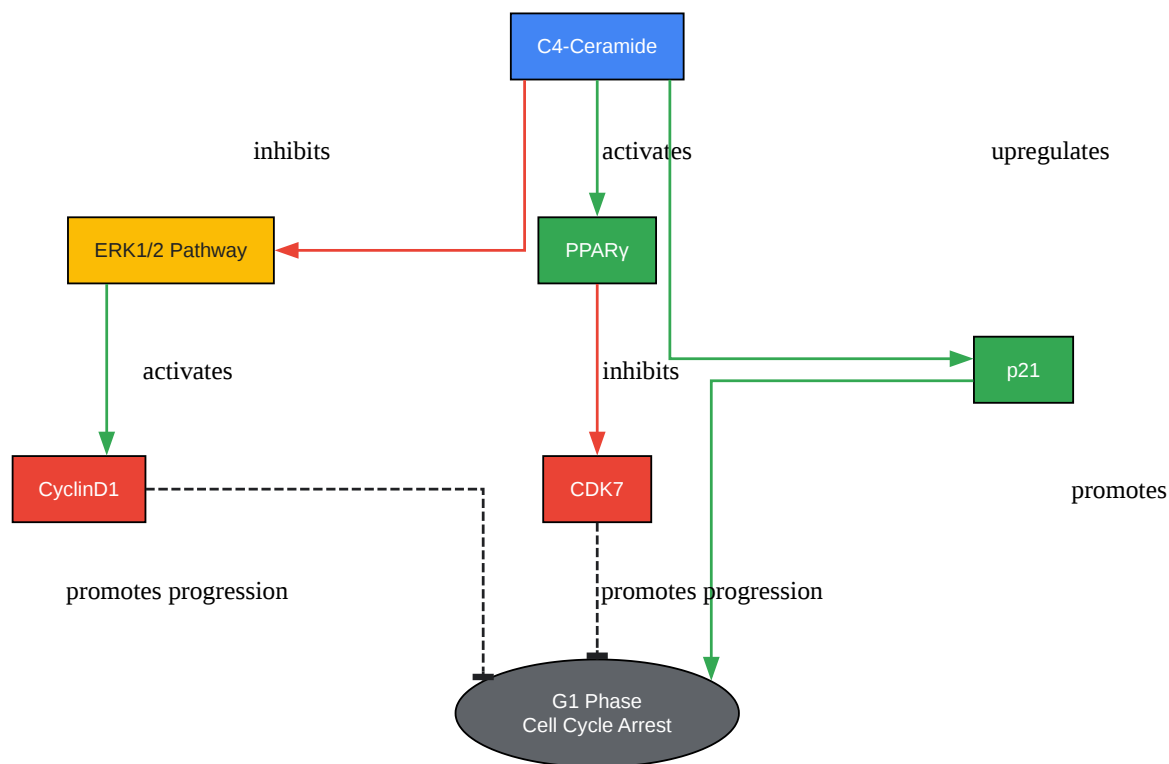 C4-Ceramide
inhibits
activates
upregulates
ERK1/2 Pathway
PPARγ
activates
inhibits
p21
CyclinD1
CDK7
promotes
promotes progression
promotes progression
G1 Phase
Cell Cycle Arrest